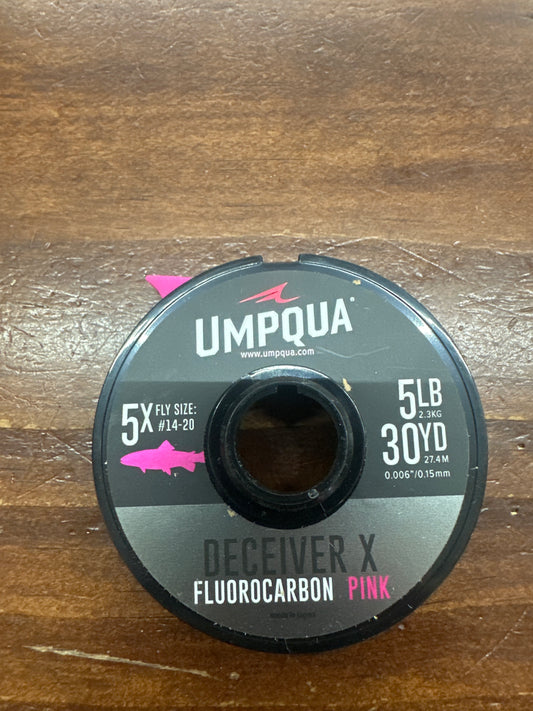 UMPQUA®
www.umpqua.com
5X FLY SIZE:
#14-20
5LB
2.3KG
30YD
27.4M
0.006"/0.15mm
DECEIVER X
FLUOROCARBON PINK